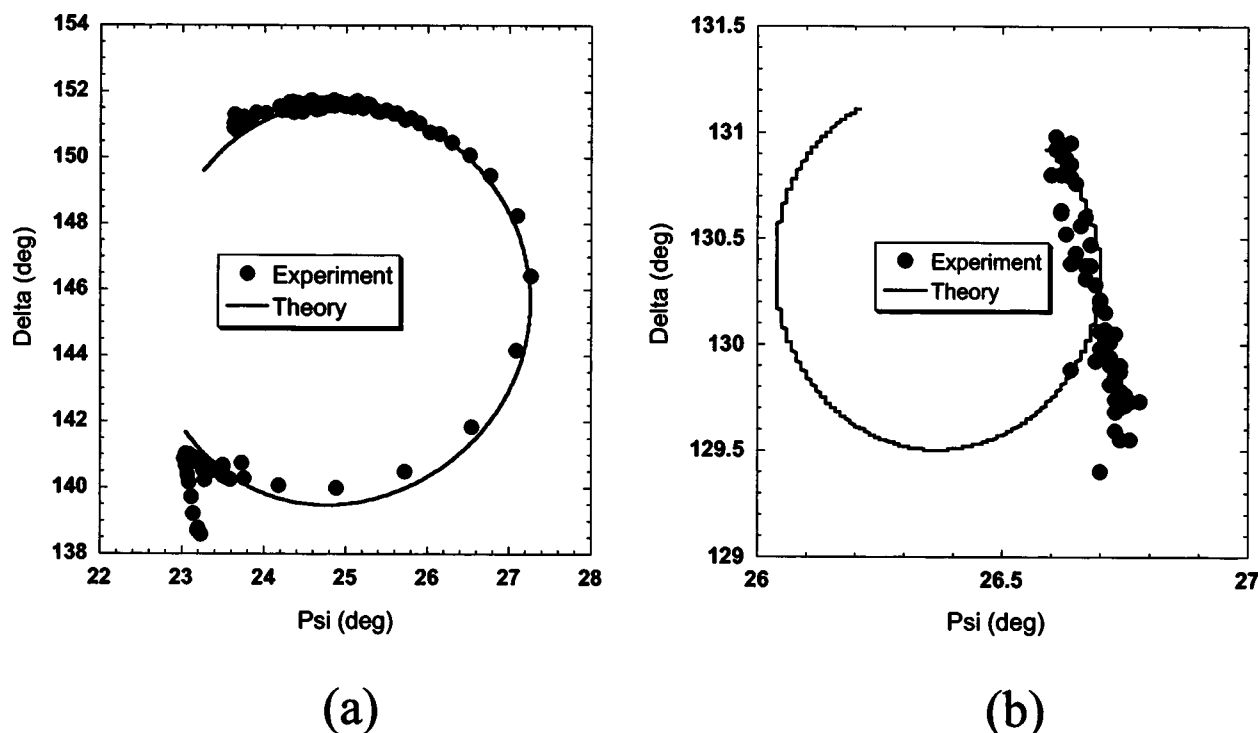 154
152
150
148
146
144
142
140
138
Delta (deg)
Experiment
Theory
22 23 24 25 26 27 28
Psi (deg)
(a)
131.5
131
130.5
130
129.5
129
Delta (deg)
Experiment
Theory
26 26.5 27
Psi (deg)
(b)